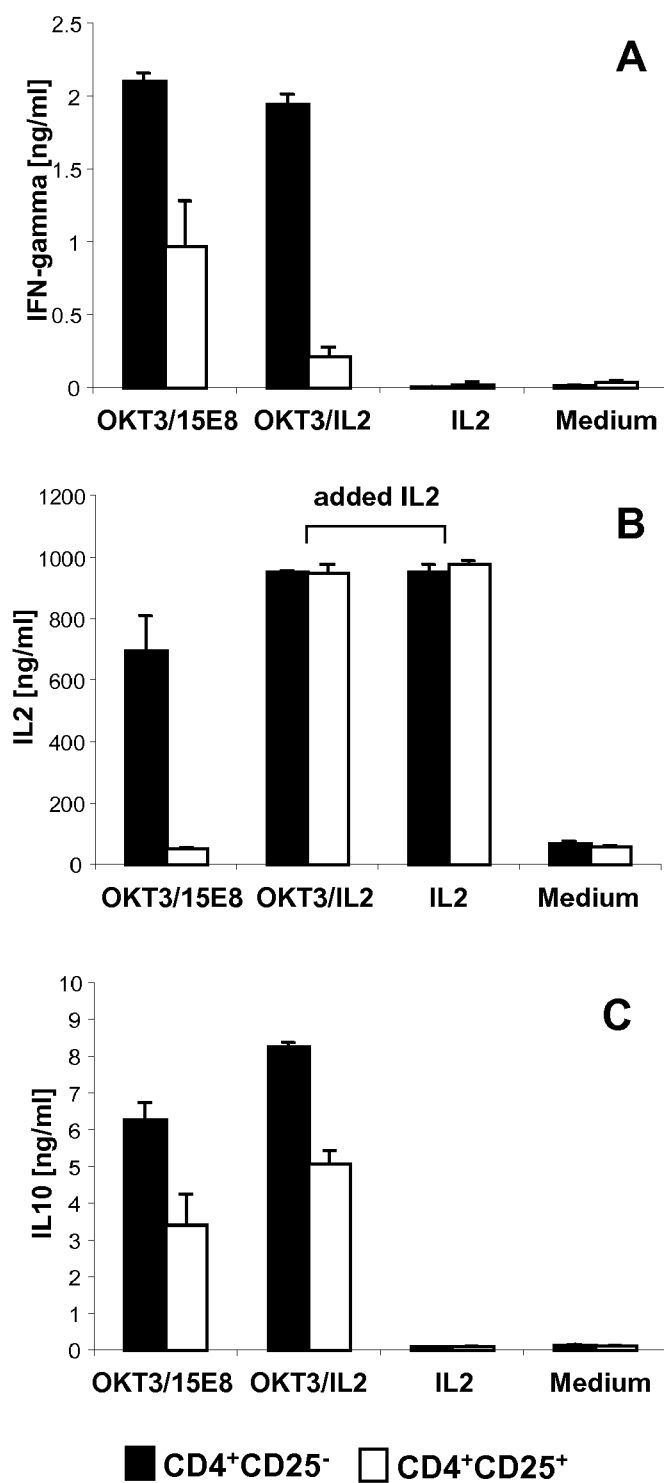 A
IFN-gamma [ng/ml]
2.5
2
1.5
1
0.5
0
OKT3/15E8 OKT3/IL2 IL2 Medium
B
added IL2
IL2 [ng/ml]
1200
1000
800
600
400
200
0
OKT3/15E8 OKT3/IL2 IL2 Medium
C
IL10 [ng/ml]
10
9
8
7
6
5
4
3
2
1
0
OKT3/15E8 OKT3/IL2 IL2 Medium
CD4⁺CD25⁻ CD4⁺CD25⁺